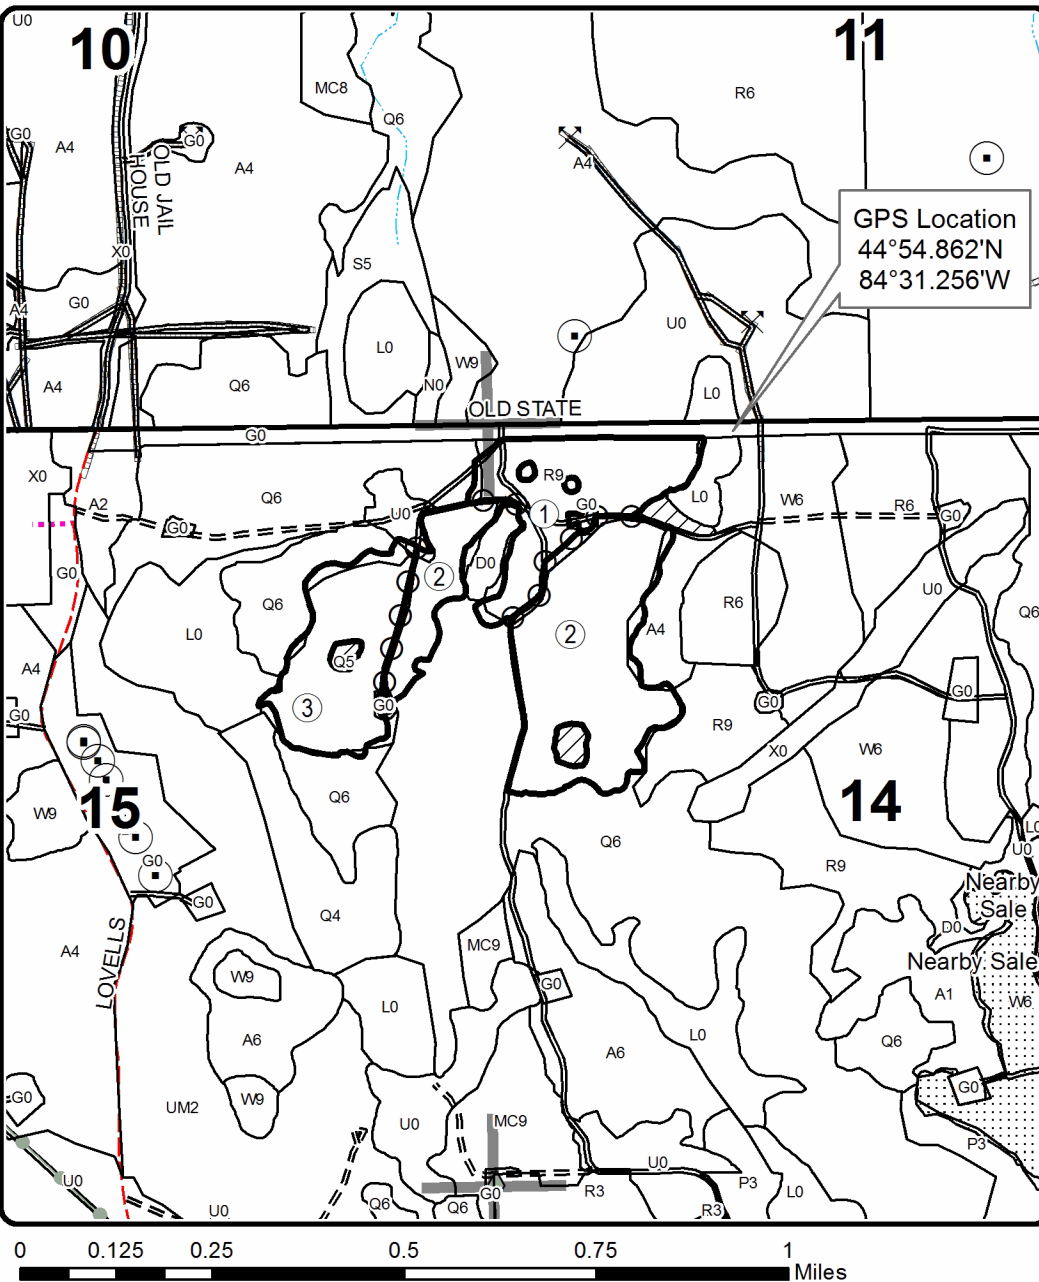 U0
10
11
MC8
Q6
R6
G0
A4
G0
A4
A4
OLD JAIL
HOUSE
GPS Location
44°54.862'N
84°31.256'W
X0
S5
G0
A4
U0
L0
W9
N0
A4
Q6
L0
OLD STATE
G0
X0
R9
Q6
L0
W6
R6
A2
U0
G0
1
G0
G0
G0
D0
2
U0
Q6
R6
Q6
L0
2
A4
A4
Q5
G0
3
G0
G0
G0
R9
X0
W6
Q6
14
W9
15
Q6
L0
U0
G0
R9
G0
Nearby
Sale
Q4
D0
LOVELLS
A4
MC9
Nearby Sale
W9
G0
A1
W6
L0
L0
A6
A6
Q6
G0
G0
W9
UM2
U0
MC9
P3
U0
U0
P3
G0
R3
L0
Q6
Q6
R3
U0
0
0.125
0.25
0.5
0.75
1
Miles